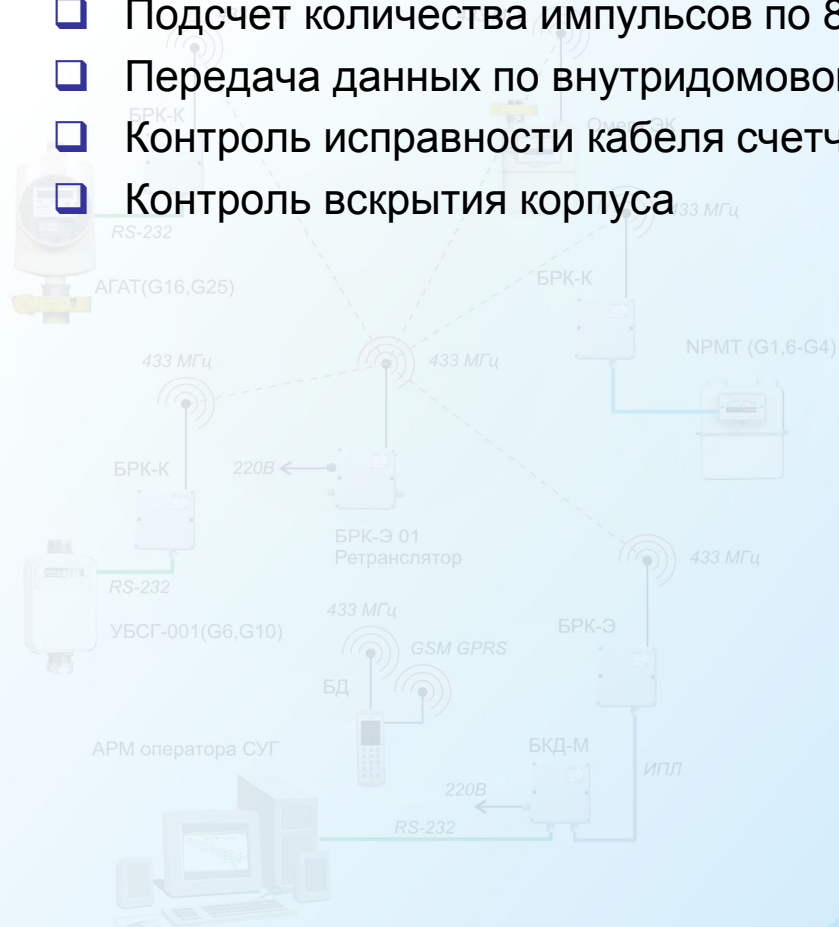 Подсчет количества импульсов по 8
Передача данных по внутридомово
Контроль исправности кабеля счетч
Контроль вскрытия корпуса
БРК-К
RS-232
433 МГц
АГАТ(G16,G25)
БРК-К
NPMT (G1,6-G4)
433 МГц
433 МГц
БРК-К
220В
БРК-Э 01
Ретранслятор
433 МГц
RS-232
УБСГ-001(G6,G10)
433 МГц
GSM GPRS
БРК-Э
БД
АРМ оператора СУГ
БКД-М
ИПЛ
220В
RS-232